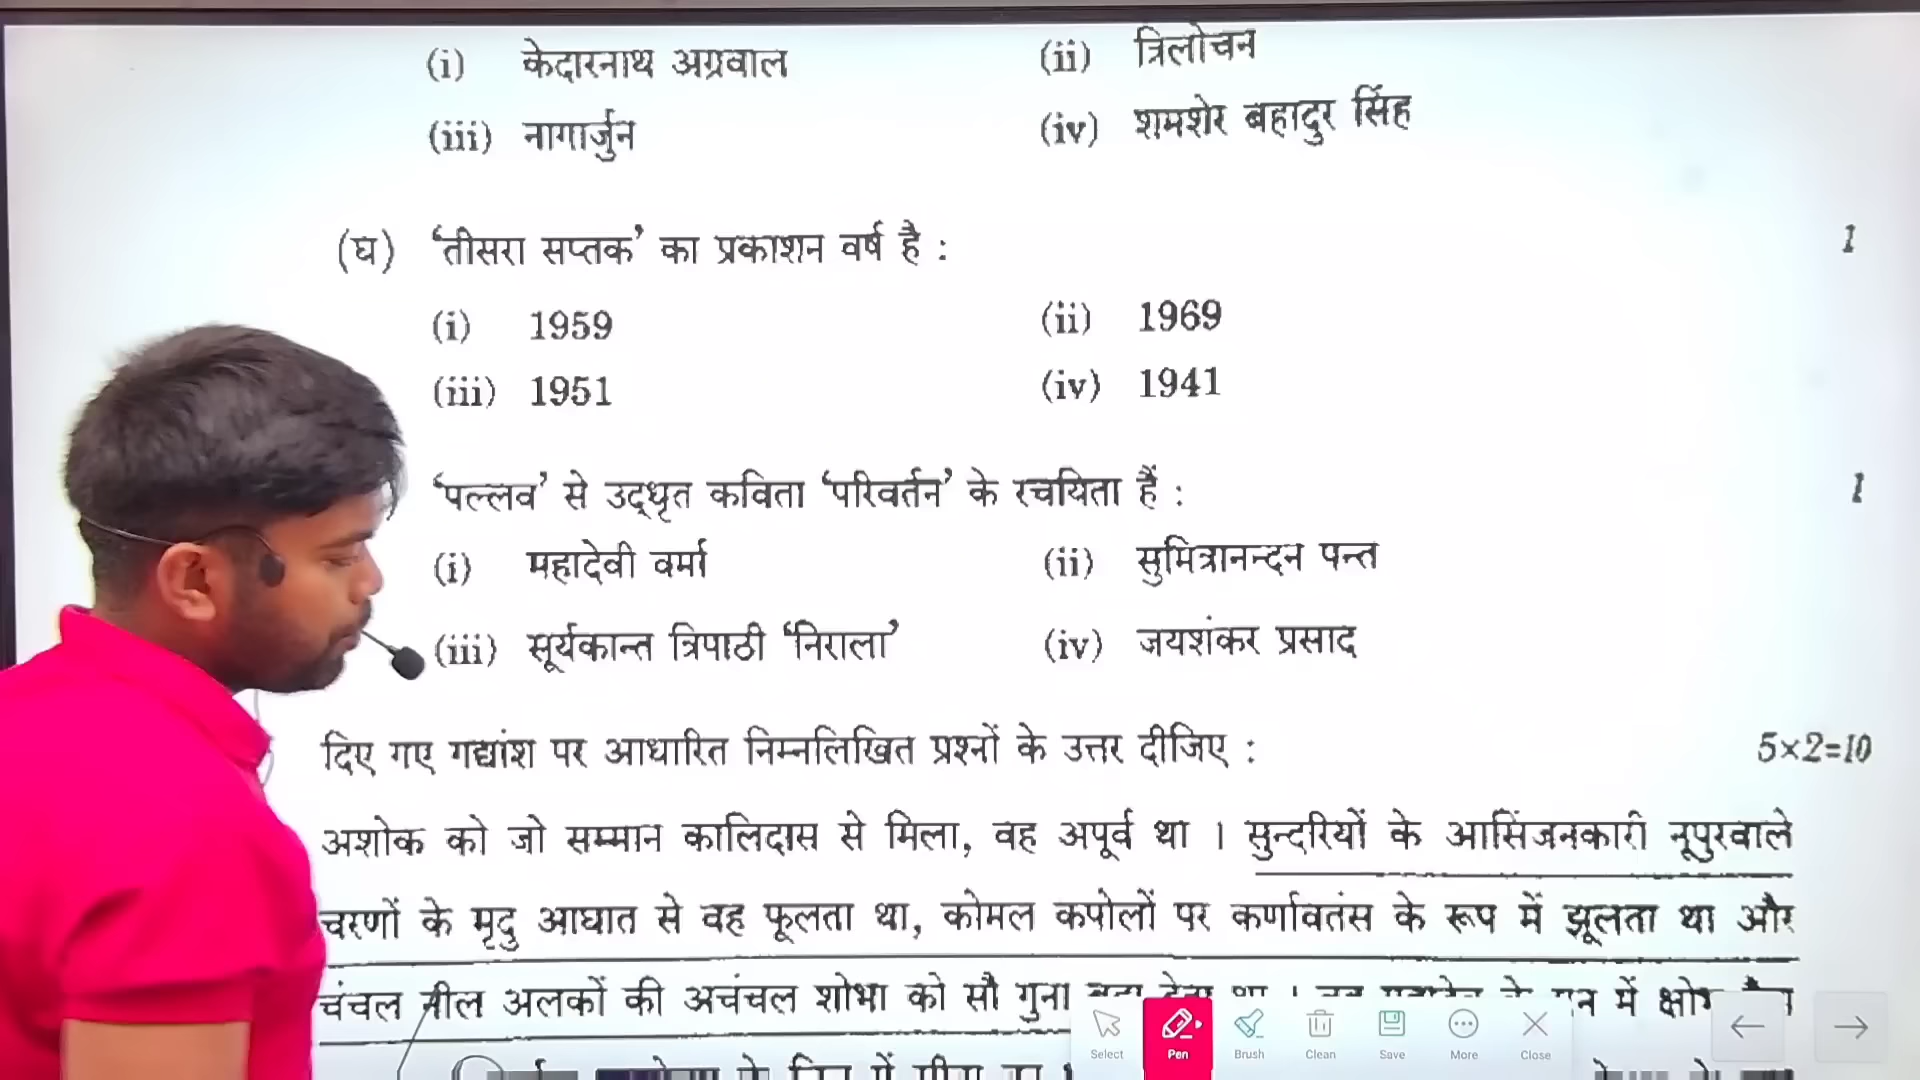 (i) केदारनाथ अग्रवाल (ii) त्रिलोचन
(iii) नागार्जुन (iv) शमशेर बहादुर सिंह
(घ) ‘तीसरा सप्तक’ का प्रकाशन वर्ष है : 1
(i) 1959 (ii) 1969
(iii) 1951 (iv) 1941
‘पल्लव’ से उद्धृत कविता ‘परिवर्तन’ के रचयिता हैं : 1
(i) महादेवी वर्मा (ii) सुमित्रानन्दन पन्त
(iii) सूर्यकान्त त्रिपाठी ‘निराला’ (iv) जयशंकर प्रसाद
दिए गए गद्यांश पर आधारित निम्नलिखित प्रश्नों के उत्तर दीजिए : 5×2=10
अशोक को जो सम्मान कालिदास से मिला, वह अपूर्व था । सुन्दरियों के आसिंजनकारी नूपुरवाले
चरणों के मृदु आघात से वह फूलता था, कोमल कपोलों पर कर्णावतंस के रूप में झूलता था और
चंचल नील अलकों की अचंचल शोभा को सौ गुना में
Select Pen Brush Clean Save More Close